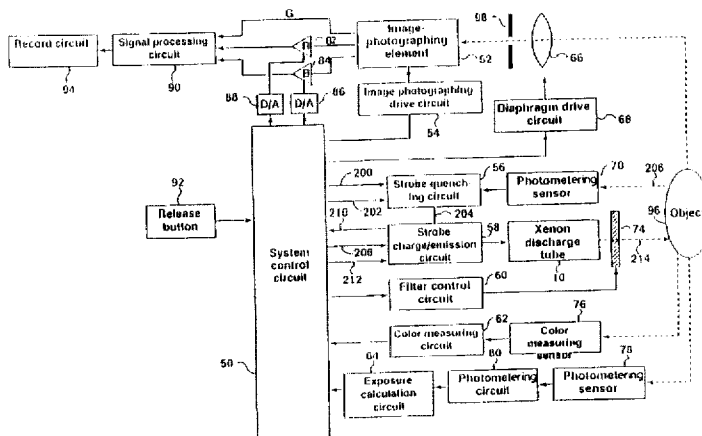 G
Record circuit
94
Signal processing
circuit
90
R
82
B
84
Image-
photographing
element
52
98
66
88
D/A
D/A
86
Image photographing
drive circuit
54
Diaphragm drive
circuit
68
92
Release
button
System
control
circuit
50
200
202
210
208
212
56
Strobe quench-
ing circuit
70
Photometering
sensor
206
96
Objec
204
Strobe
charge/emission
circuit
58
Xenon
discharge
tube
10
74
214
60
Filter control
circuit
62
Color
measuring circuit
76
Color
measuring
sensor
64
Exposure
calculation
circuit
80
Photometering
circuit
78
Photometering
sensor